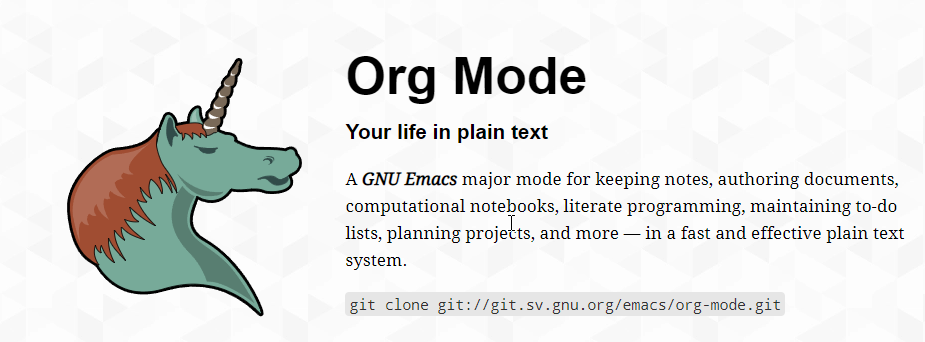 Org Mode
Your life in plain text
A GNU Emacs major mode for keeping notes, authoring documents,
computational notebooks, literate programming, maintaining to-do
lists, planning projects, and more — in a fast and effective plain text
system.
git clone git://git.sv.gnu.org/emacs/org-mode.git